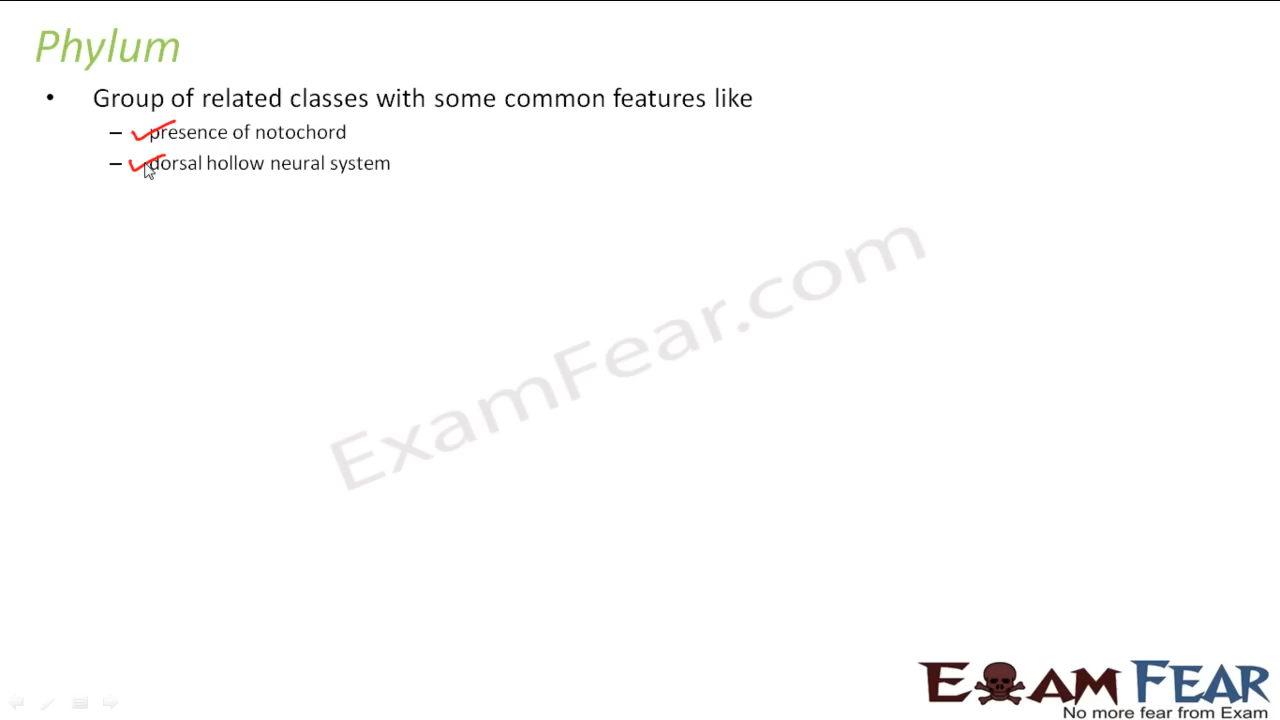 Phylum
• Group of related classes with some common features like
– presence of notochord
– dorsal hollow neural system
ExamFear.com
EXAM FEAR
No more fear from Exam